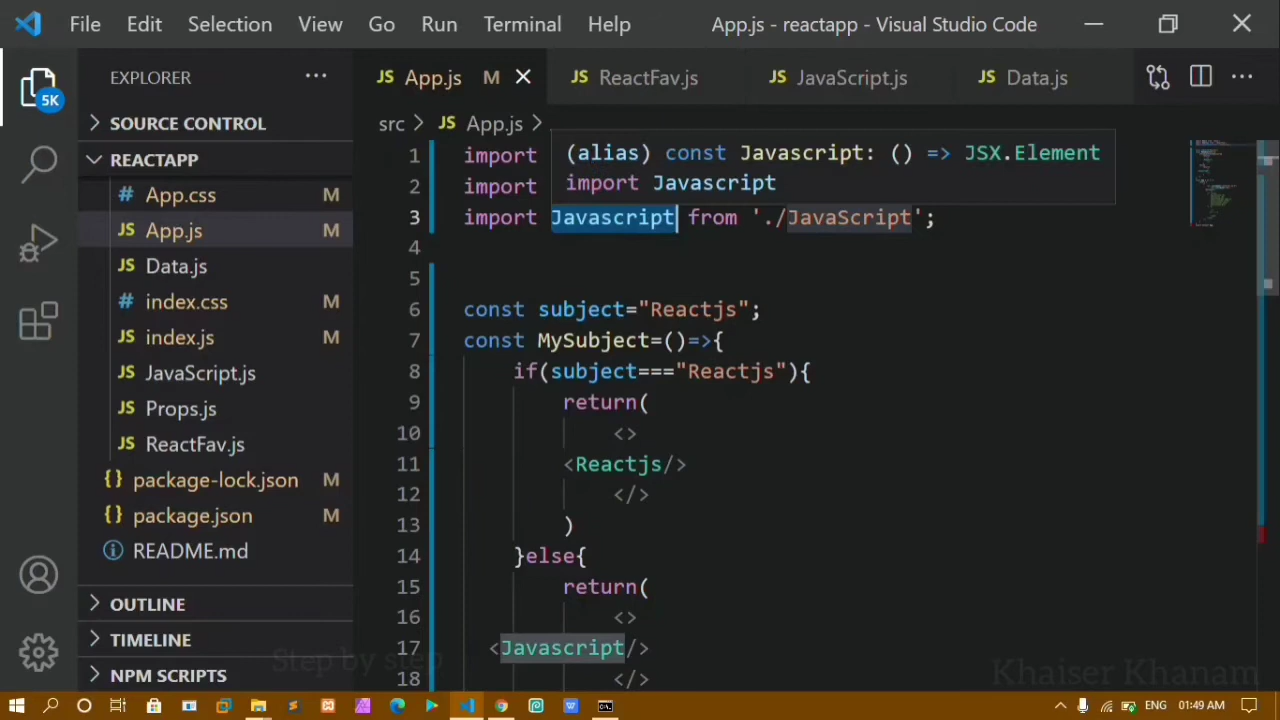 File Edit Selection View Go Run Terminal Help App.js - reactapp - Visual Studio Code
5K
EXPLORER
SOURCE CONTROL
REACTAPP
# App.css M
JS App.js M
JS Data.js
# index.css M
JS index.js M
JS JavaScript.js
JS Props.js
JS ReactFav.js
{} package-lock.json M
{} package.json M
README.md
OUTLINE
TIMELINE
NPM SCRIPTS
JS App.js M JS ReactFav.js JS JavaScript.js JS Data.js
src > JS App.js >
(alias) const Javascript: () => JSX.Element
import Javascript
1 import
2 import
3 import Javascript from './JavaScript';
4
5
6 const subject="Reactjs";
7 const MySubject=()=>{
8 if(subject==="Reactjs"){
9 return(
10 <>
11 <Reactjs/>
12 </>
13 )
14 }else{
15 return(
16 <>
17 <Javascript/>
18 </>
Step by step
Khaiser Khanam
ENG 01:49 AM